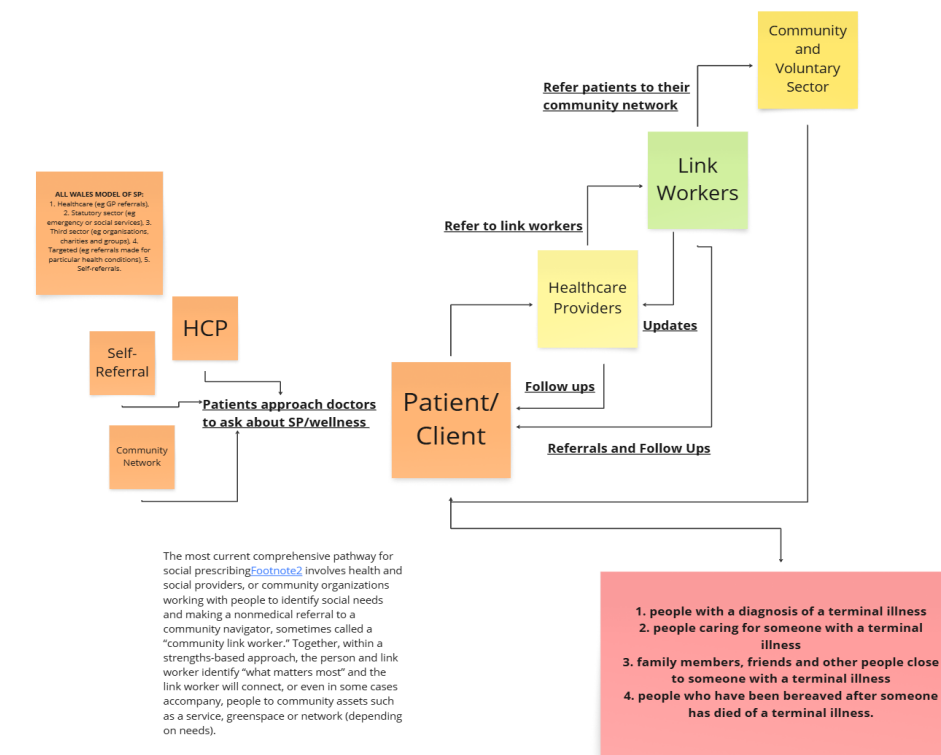 Community
and
Voluntary
Sector
Refer patients to their
community network
Link
Workers
ALL WALES MODEL OF SP:
1. Healthcare (eg GP referrals),
2. Statutory sector (eg
emergency or social services). 3.
Third sector (eg organisations,
charities and groups), 4.
Targeted (eg referrals made for
particular health conditions), 5.
Self-referrals.
Refer to link workers
Healthcare
Providers
HCP
Updates
Self-
Referral
Patients approach doctors
to ask about SP/wellness
Patient/
Client
Follow ups
Community
Network
Referrals and Follow Ups
The most current comprehensive pathway for
social prescribingFootnote2 involves health and
social providers, or community organizations
working with people to identify social needs
and making a nonmedical referral to a
community navigator, sometimes called a
“community link worker.” Together, within a
strengths-based approach, the person and link
worker identify “what matters most” and the
link worker will connect, or even in some cases
accompany, people to community assets such
as a service, greenspace or network (depending
on needs).
1. people with a diagnosis of a terminal illness
2. people caring for someone with a terminal
illness
3. family members, friends and other people close
to someone with a terminal illness
4. people who have been bereaved after someone
has died of a terminal illness.